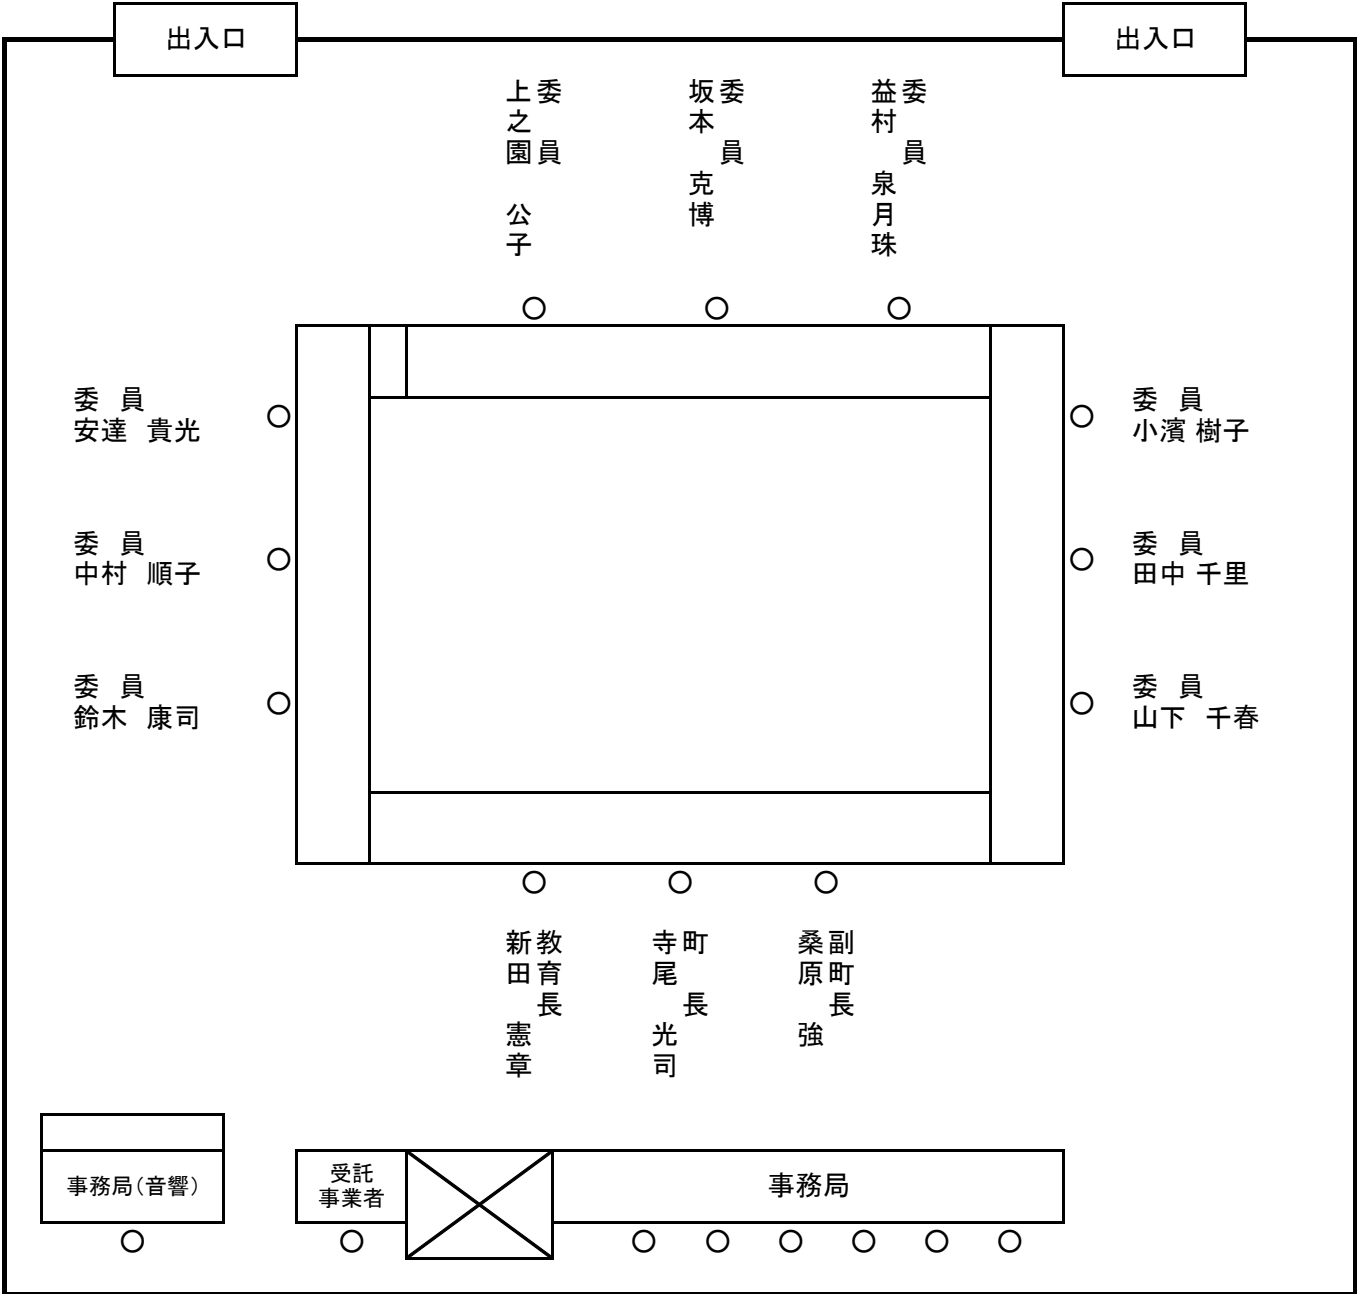 出入口
出入口
委　員
上之園　公子
委　員
坂本　克博
委　員
益村　泉月珠
委　員
安達　貴光
委　員
小濱 樹子
委　員
中村　順子
委　員
田中 千里
委　員
鈴木　康司
委　員
山下　千春
教育長
新田　憲章
町　長
寺尾　光司
副町長
桑原　強
事務局（音響）
受託
事業者
事務局